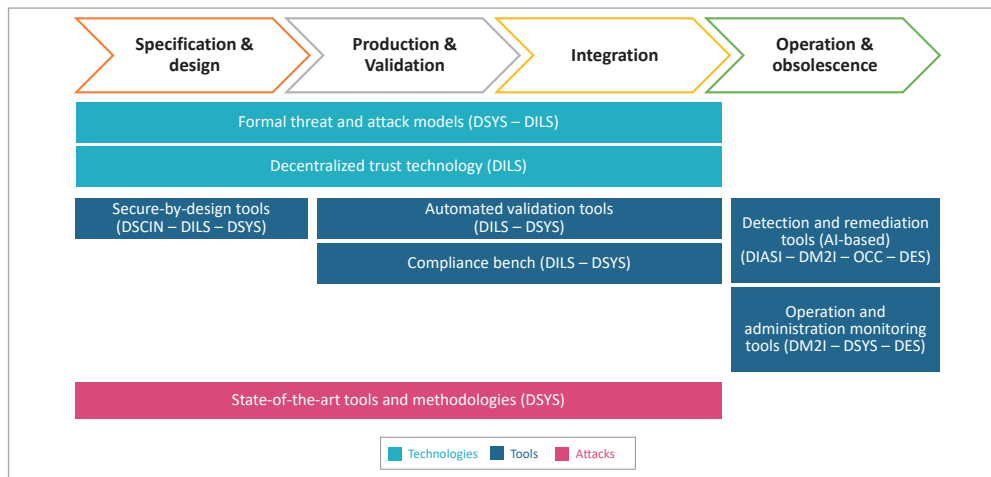 Specification &
design
Production &
Validation
Integration
Operation &
obsolescence
Formal threat and attack models (DSYS – DILS)
Decentralized trust technology (DILS)
Secure-by-design tools
(DSCIN – DILS – DSYS)
Automated validation tools
(DILS – DSYS)
Detection and remediation
tools (AI-based)
(DIASI – DM2I – OCC – DES)
Compliance bench (DILS – DSYS)
Operation and
administration monitoring
tools (DM2I – DSYS – DES)
State-of-the-art tools and methodologies (DSYS)
Technologies
Tools
Attacks